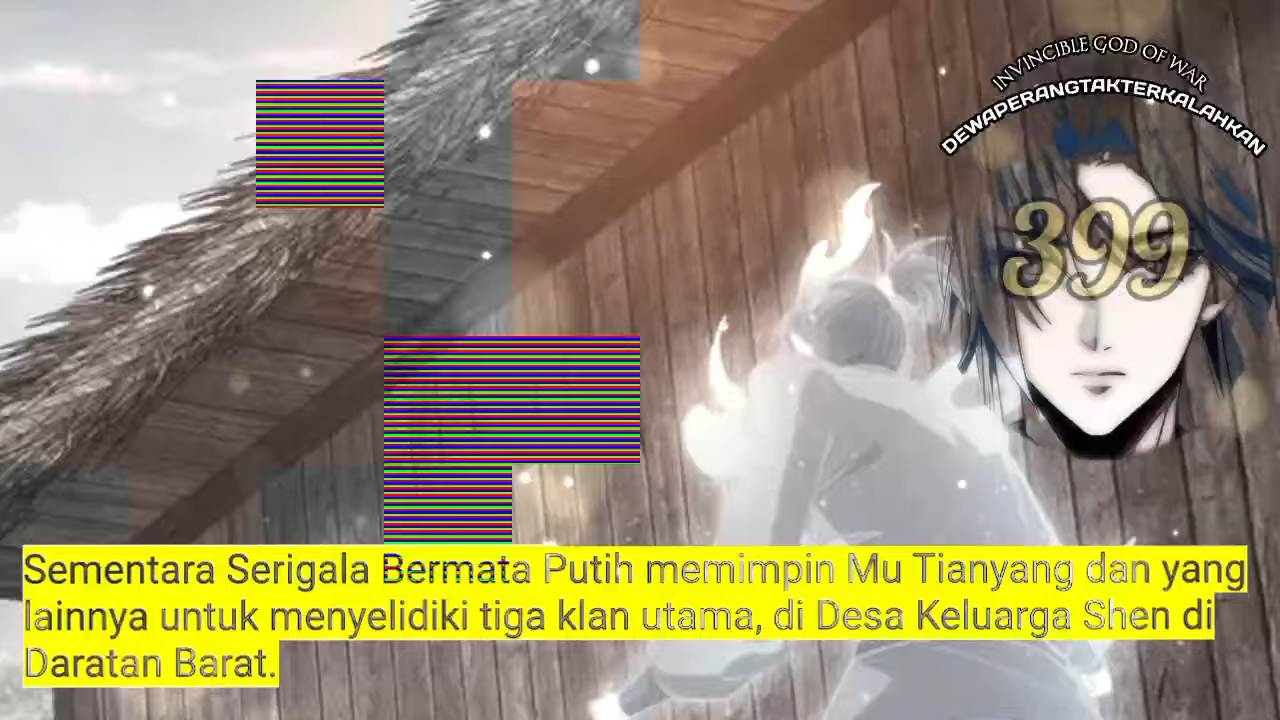 INVINCIBLE GOD OF WAR
DEWAPERANGTAKTERKALAHKAN
399
Sementara Serigala Bermata Putih memimpin Mu Tianyang dan yang
lainnya untuk menyelidiki tiga klan utama, di Desa Keluarga Shen di
Daratan Barat.